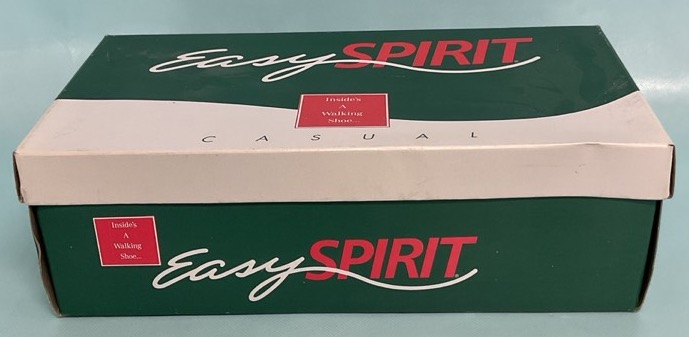 Easy SPIRIT
Inside's
A
Walking
Shoe...
CASUAL
Inside's
A
Walking
Shoe...
Easy SPIRIT